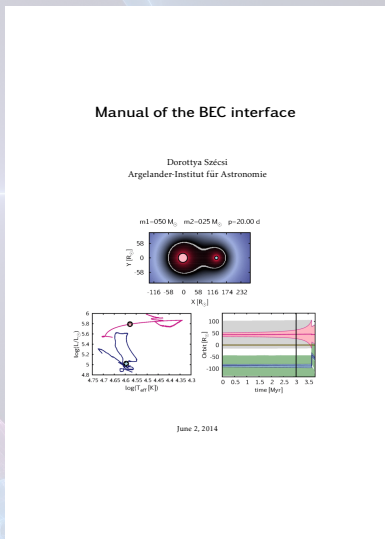 Manual of the BEC interface
Dorottya Szécsi
Argelander-Institut für Astronomie
m1=050 M☉ m2=025 M☉ p=20.00 d
Y [R☉]
58
0
-58
-116 -58 0 58 116 174 232
X [R☉]
log(L/L☉)
6
5.8
5.6
5.4
5.2
5
4.8
4.75 4.7 4.65 4.6 4.55 4.5 4.45 4.4 4.35 4.3
log(Teff [K])
Orbit [R☉]
100
50
0
-50
-100
0 0.5 1 1.5 2 2.5 3 3.5
time [Myr]
June 2, 2014